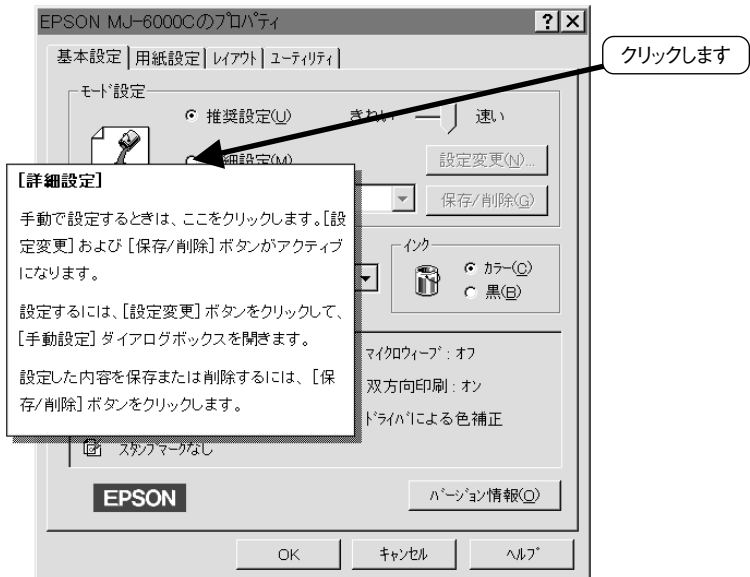 EPSON MJ-6000Cのﾌﾟﾛﾊﾟﾃｨ
? ×
基本設定 用紙設定 ﾚｲｱｳﾄ ﾕｰﾃｨﾘﾃｨ
クリックします
ﾓｰﾄﾞ設定
推奨設定(U)
速い
細設定(M)
設定変更(N)...
保存/削除(G)
[詳細設定]
手動で設定するときは、ここをクリックします。[設
定変更] および [保存/削除] ボタンがアクティブ
になります。
設定するには、[設定変更] ボタンをクリックして、
[手動設定] ダイアログボックスを開きます。
設定した内容を保存または削除するには、[保
存/削除] ボタンをクリックします。
ｲﾝｸ
ｶﾗｰ(C)
黒(B)
ﾏｲｸﾛｳｨｰﾌﾞ : ｵﾌ
双方向印刷 : ｵﾝ
ﾄﾞﾗｲﾊﾞによる色補正
ｽﾀﾝﾌﾟﾏｰｸなし
EPSON
ﾊﾞｰｼﾞｮﾝ情報(O)
OK
ｷｬﾝｾﾙ
ﾍﾙﾌﾟ